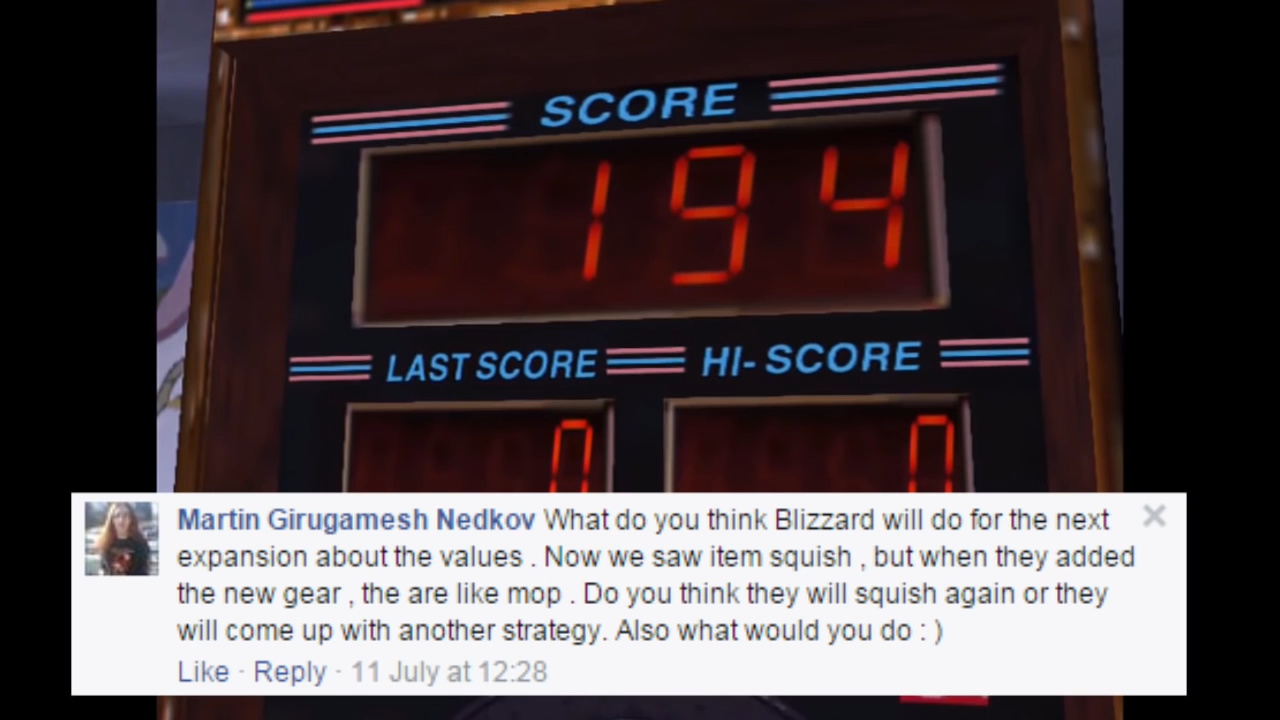 SCORE
194
LAST SCORE HI- SCORE
0 0
Martin Girugamesh Nedkov What do you think Blizzard will do for the next
expansion about the values . Now we saw item squish , but when they added
the new gear , the are like mop . Do you think they will squish again or they
will come up with another strategy. Also what would you do : )
Like · Reply · 11 July at 12:28